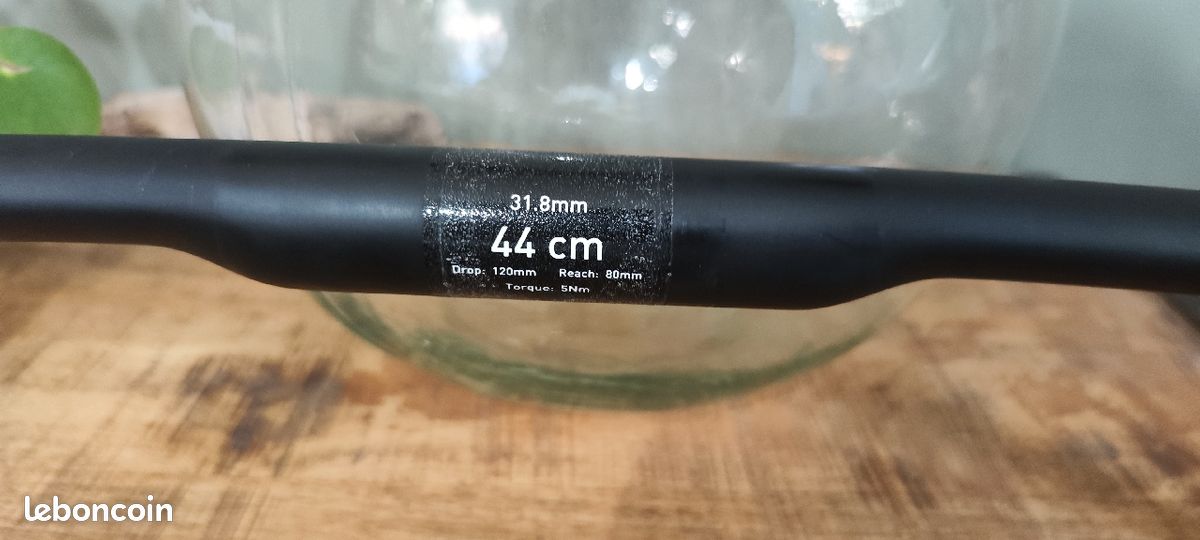 31.8mm
44 cm
Drop: 120mm Reach: 80mm
Torque: 5Nm
leboncoin